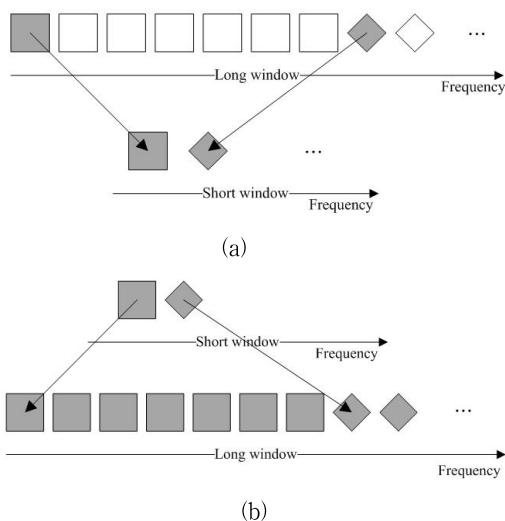 ...
Long window
Frequency
...
Short window
Frequency
(a)
Short window
Frequency
...
Long window
Frequency
(b)